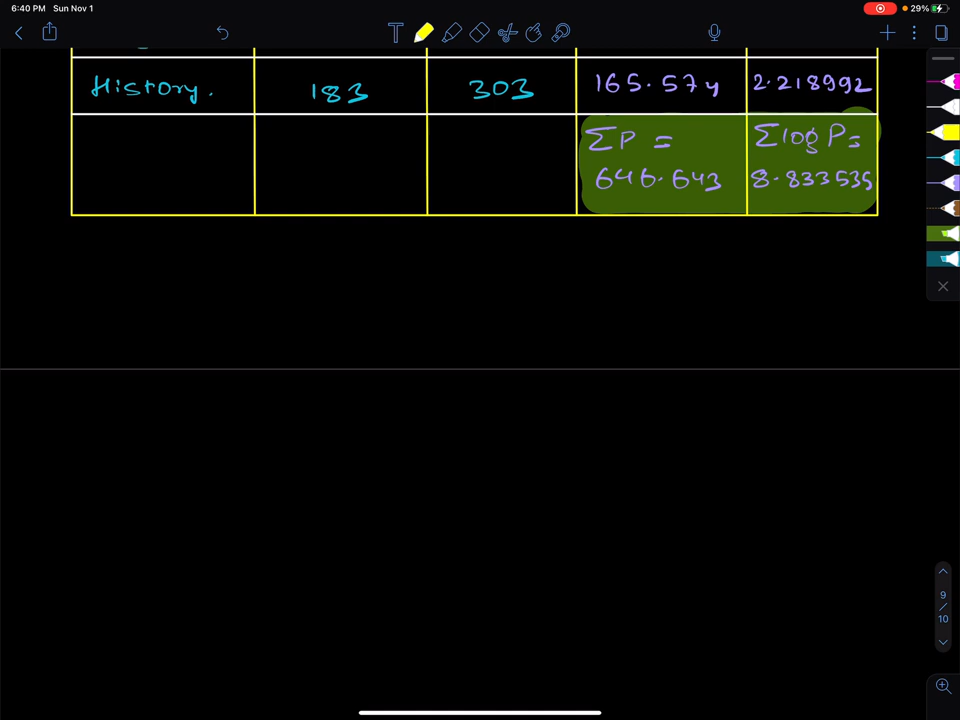 6:40 PM Sun Nov 1
29%
T
History. 183 303 165.574 2.218992
ΣP = Σlog P=
646.643 8.833535
9
/
10